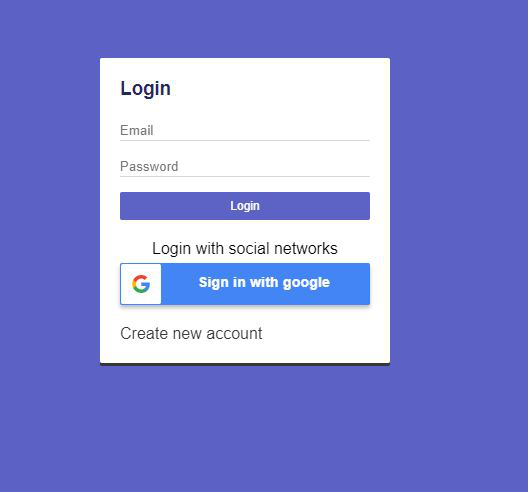 Login
Email
Password
Login
Login with social networks
Sign in with google
Create new account